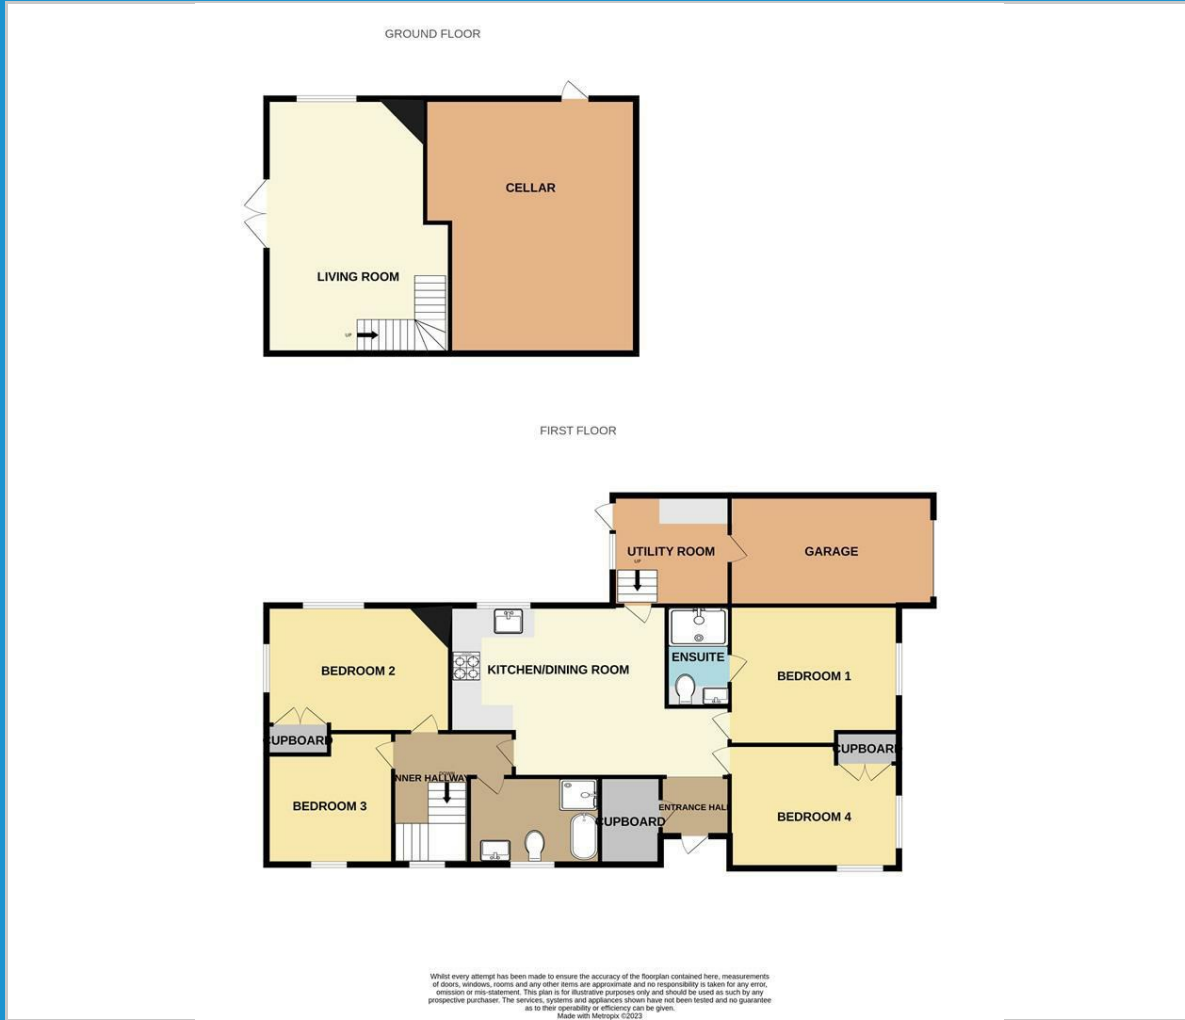 GROUND FLOOR
CELLAR
LIVING ROOM
UP
FIRST FLOOR
UTILITY ROOM
UP
GARAGE
ENSUITE
KITCHEN/DINING ROOM
BEDROOM 2
BEDROOM 1
CUPBOARD
CUPBOARD
INNER HALLWAY
DOWN
BEDROOM 3
ENTRANCE HALL
CUPBOARD
BEDROOM 4
Whilst every attempt has been made to ensure the accuracy of the floorplan contained here, measurements
of doors, windows, rooms and any other items are approximate and no responsibility is taken for any error,
omission or mis-statement. This plan is for illustrative purposes only and should be used as such by any
prospective purchaser. The services, systems and appliances shown have not been tested and no guarantee
as to their operability or efficiency can be given.
Made with Metropix ©2023